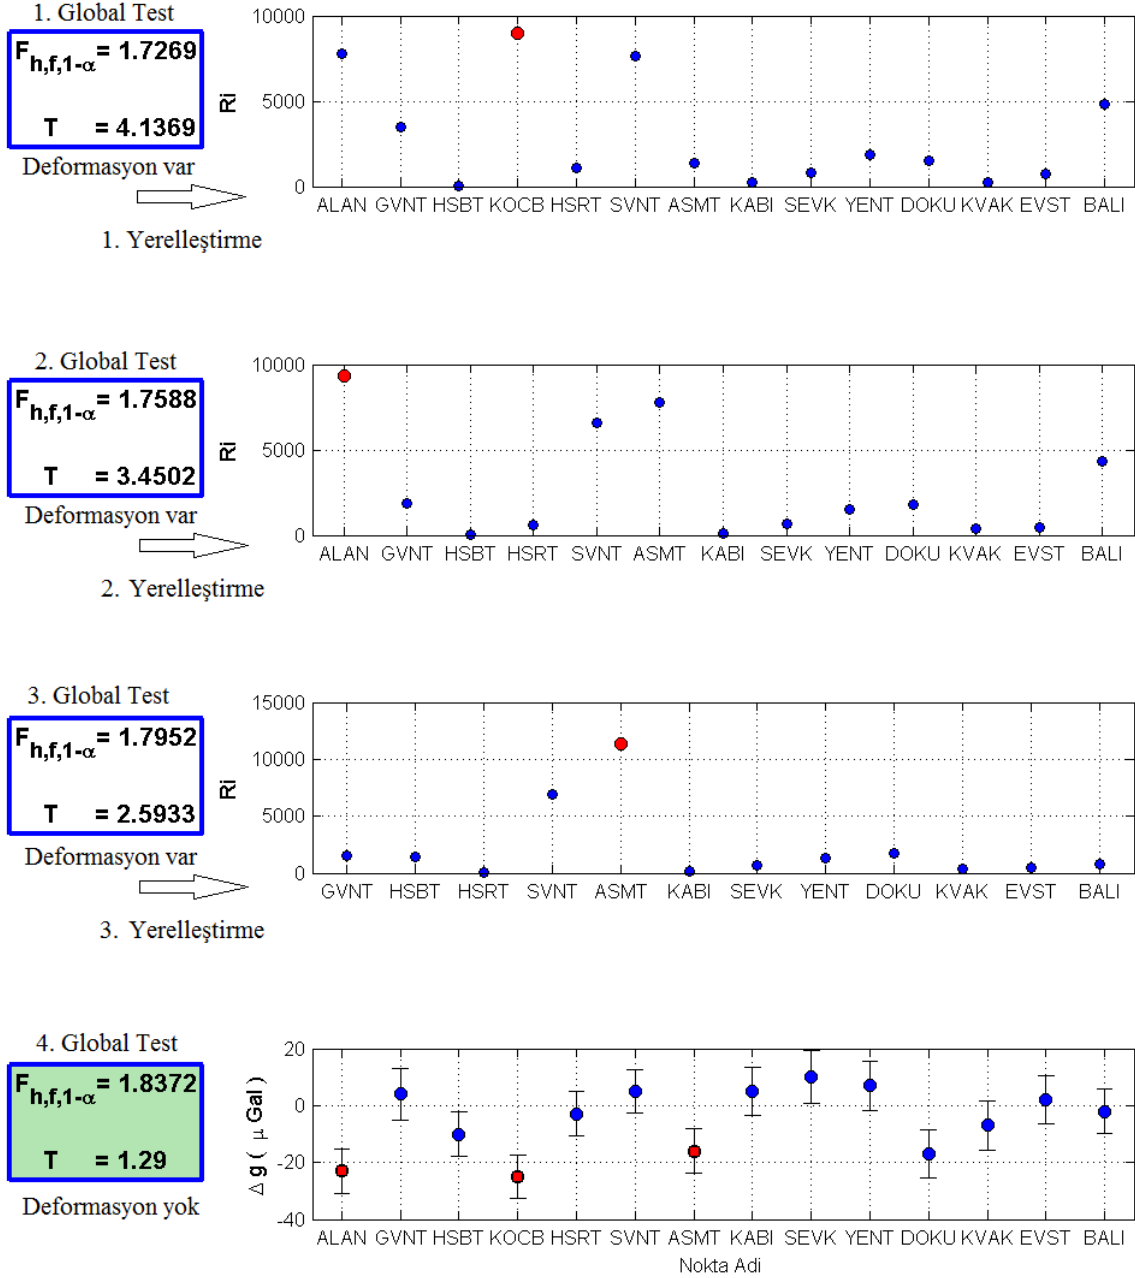 1. Global Test
F h,f,1-α = 1.7269
T = 4.1369
Deformasyon var
1. Yerelleştirme
Ri
10000
5000
0
ALAN GVNT HSBT KOCB HSRT SVNT ASMT KABI SEVK YENT DOKU KVAK EVST BALI
2. Global Test
F h,f,1-α = 1.7588
T = 3.4502
Deformasyon var
2. Yerelleştirme
Ri
10000
5000
0
ALAN GVNT HSBT HSRT SVNT ASMT KABI SEVK YENT DOKU KVAK EVST BALI
3. Global Test
F h,f,1-α = 1.7952
T = 2.5933
Deformasyon var
3. Yerelleştirme
Ri
15000
10000
5000
0
GVNT HSBT HSRT SVNT ASMT KABI SEVK YENT DOKU KVAK EVST BALI
4. Global Test
F h,f,1-α = 1.8372
T = 1.29
Deformasyon yok
Δ g ( μ Gal )
20
0
-20
-40
ALAN GVNT HSBT KOCB HSRT SVNT ASMT KABI SEVK YENT DOKU KVAK EVST BALI
Nokta Adi